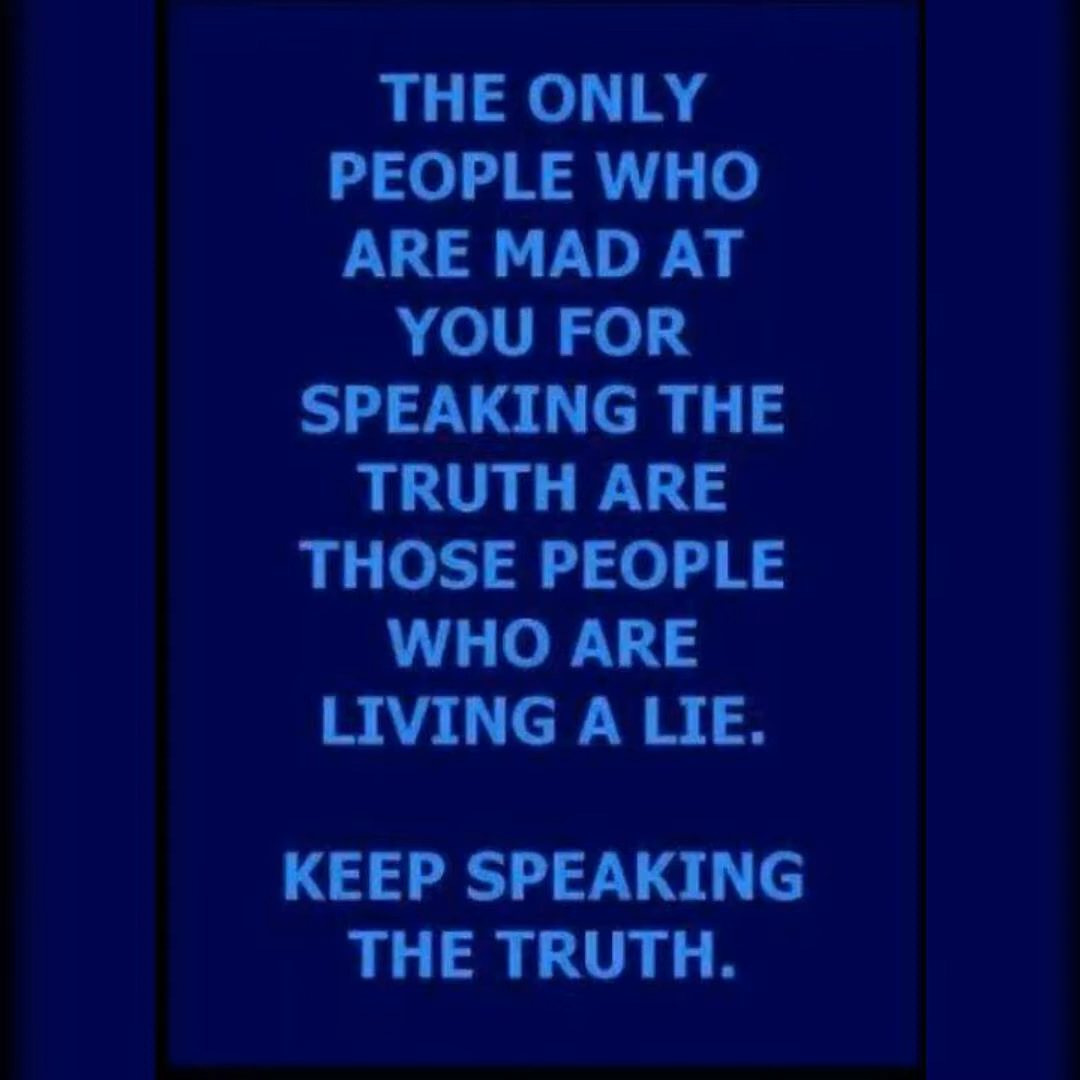 THE ONLY
PEOPLE WHO
ARE MAD AT
YOU FOR
SPEAKING THE
TRUTH ARE
THOSE PEOPLE
WHO ARE
LIVING A LIE.
KEEP SPEAKING
THE TRUTH.